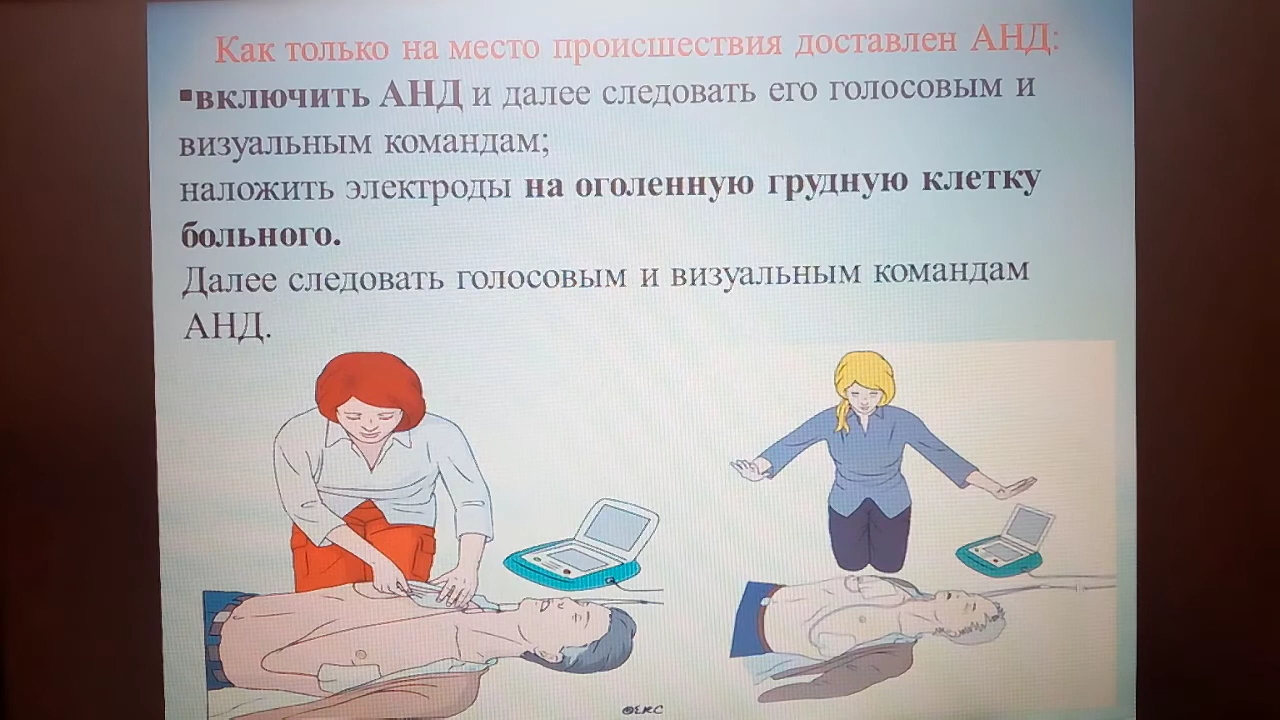 Как только на место происшествия доставлен АНД:
▪включить АНД и далее следовать его голосовым и
визуальным командам;
наложить электроды на оголенную грудную клетку
больного.
Далее следовать голосовым и визуальным командам
АНД.
©ERC